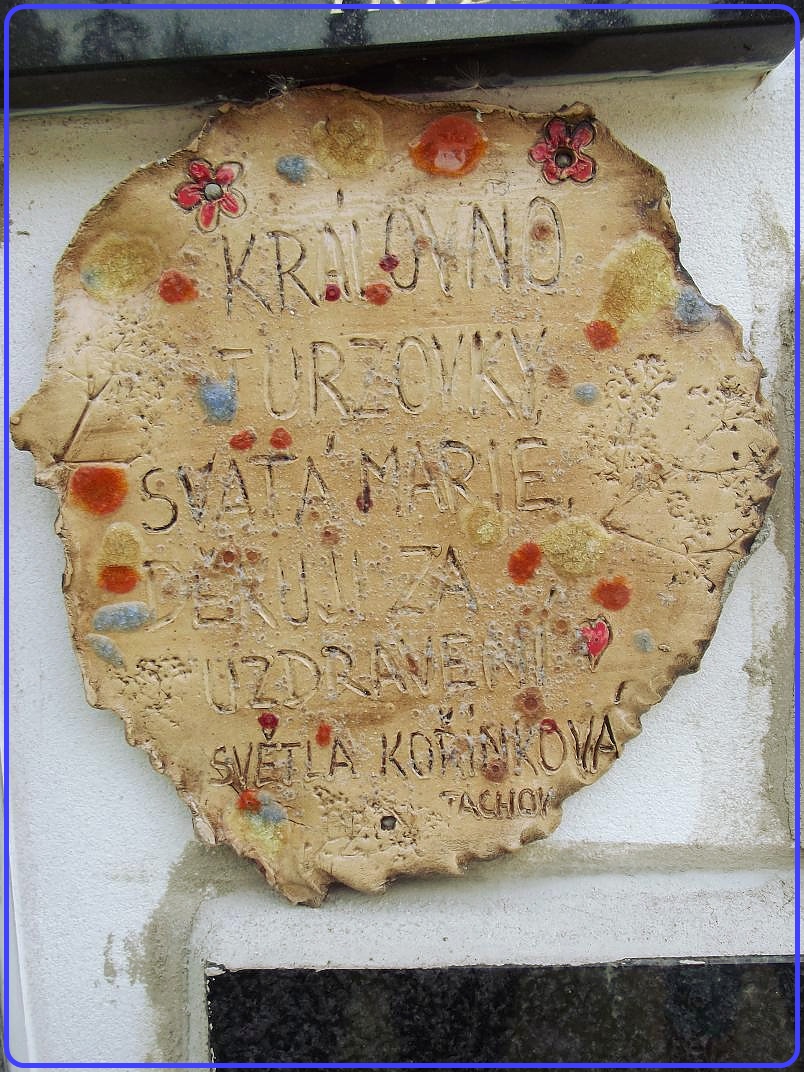 KRÁLOVNO
TURZOVKY,
SVATÁ MARIE,
DĚKUJI ZA
UZDRAVENÍ
SVĚTLA KOŘÍNKOVÁ
TACHOV